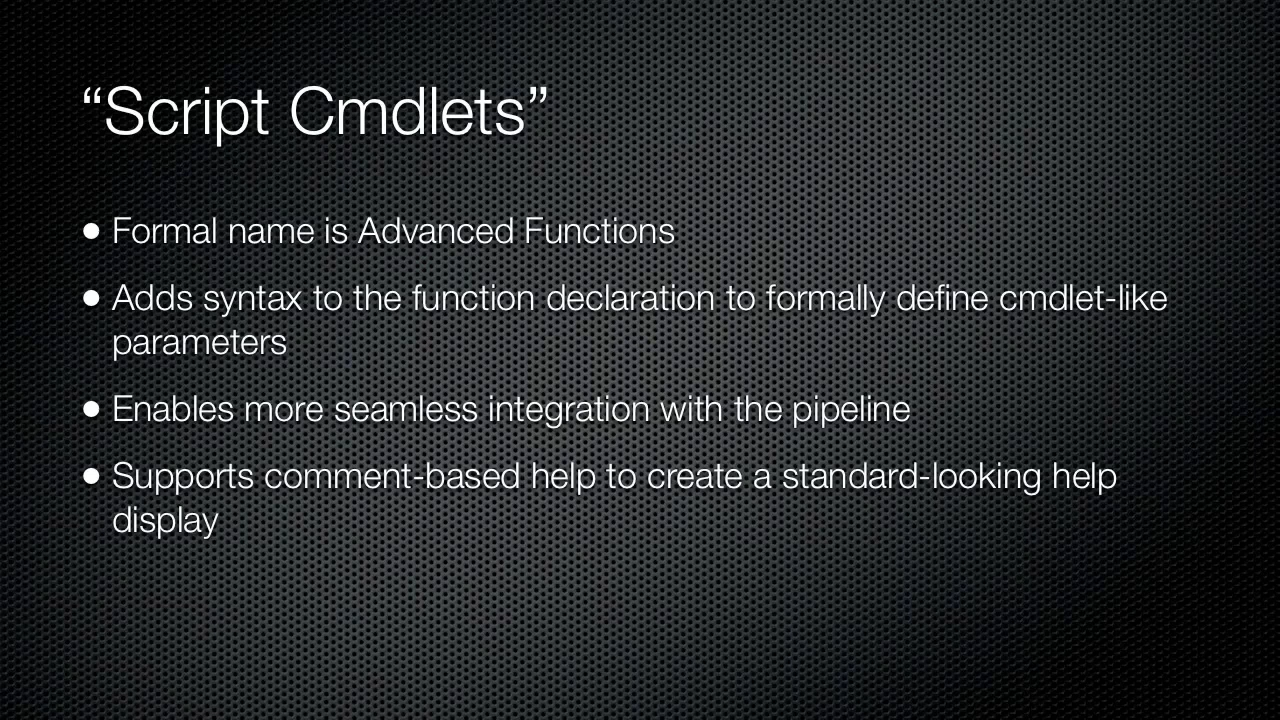 “Script Cmdlets”
• Formal name is Advanced Functions
• Adds syntax to the function declaration to formally define cmdlet-like
parameters
• Enables more seamless integration with the pipeline
• Supports comment-based help to create a standard-looking help
display